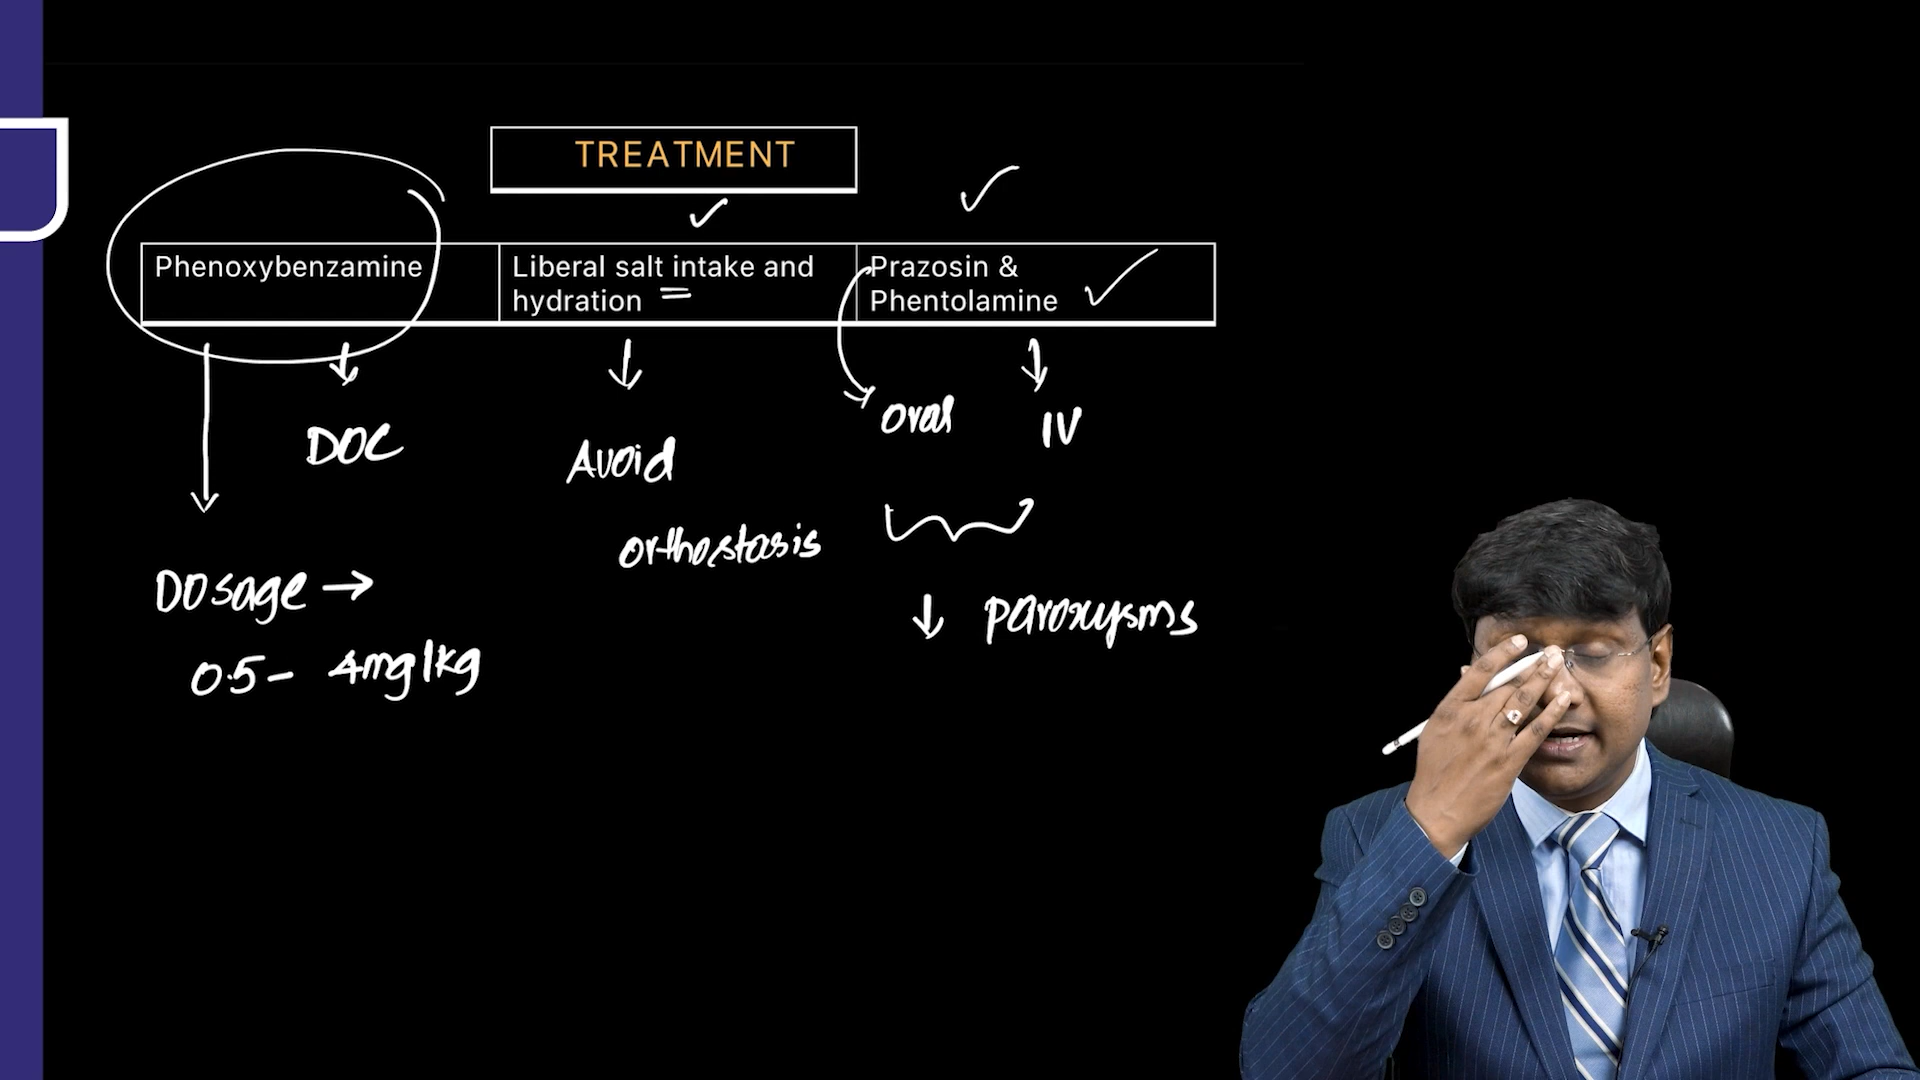 TREATMENT
Phenoxybenzamine
Liberal salt intake and
hydration
Prazosin &
Phentolamine
DOC
Dosage →
0.5 - 4mg/kg
Avoid
orthostasis
oral
IV
↓ paroxysms